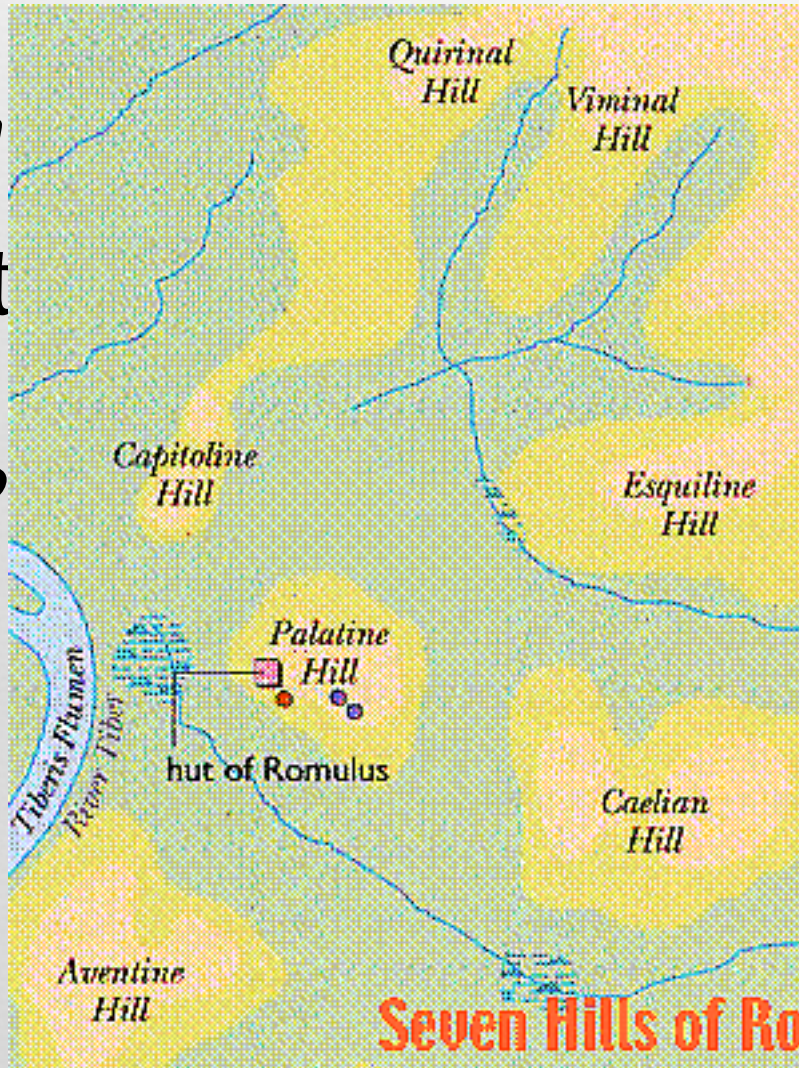 Quirinal
Hill
Viminal
Hill
Capitoline
Hill
Esquiline
Hill
Palatine
Hill
Tiberis Flumen
River Tiber
hut of Romulus
Caelian
Hill
Aventine
Hill
Seven Hills of Ro